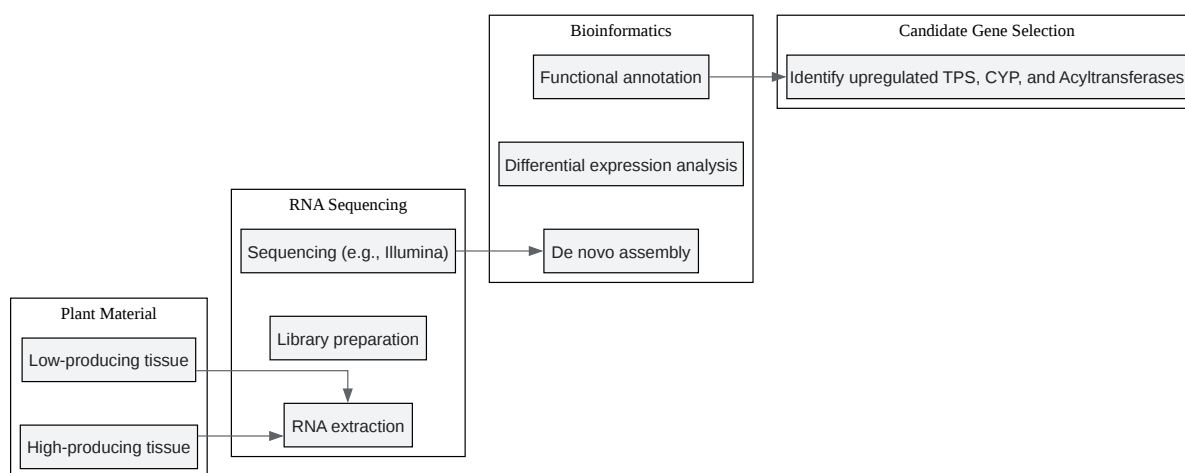 Bioinformatics
Functional annotation
Differential expression analysis
De novo assembly
Candidate Gene Selection
Identify upregulated TPS, CYP, and Acyltransferases
RNA Sequencing
Sequencing (e.g., Illumina)
Library preparation
RNA extraction
Plant Material
Low-producing tissue
High-producing tissue